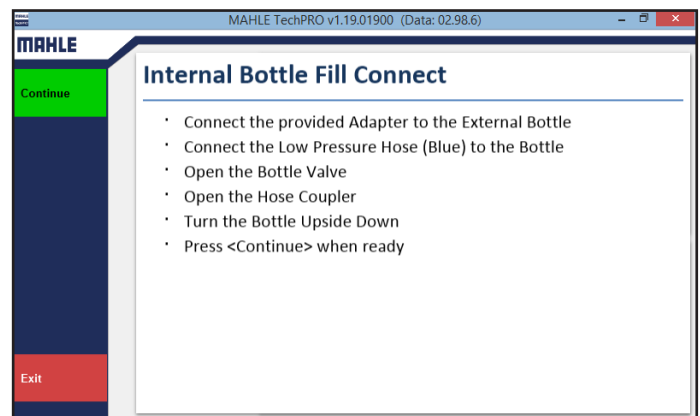 MAHLE TechPRO v1.19.01900 (Data: 02.98.6)
MAHLE
Continue
Internal Bottle Fill Connect
· Connect the provided Adapter to the External Bottle
· Connect the Low Pressure Hose (Blue) to the Bottle
· Open the Bottle Valve
· Open the Hose Coupler
· Turn the Bottle Upside Down
· Press <Continue> when ready
Exit